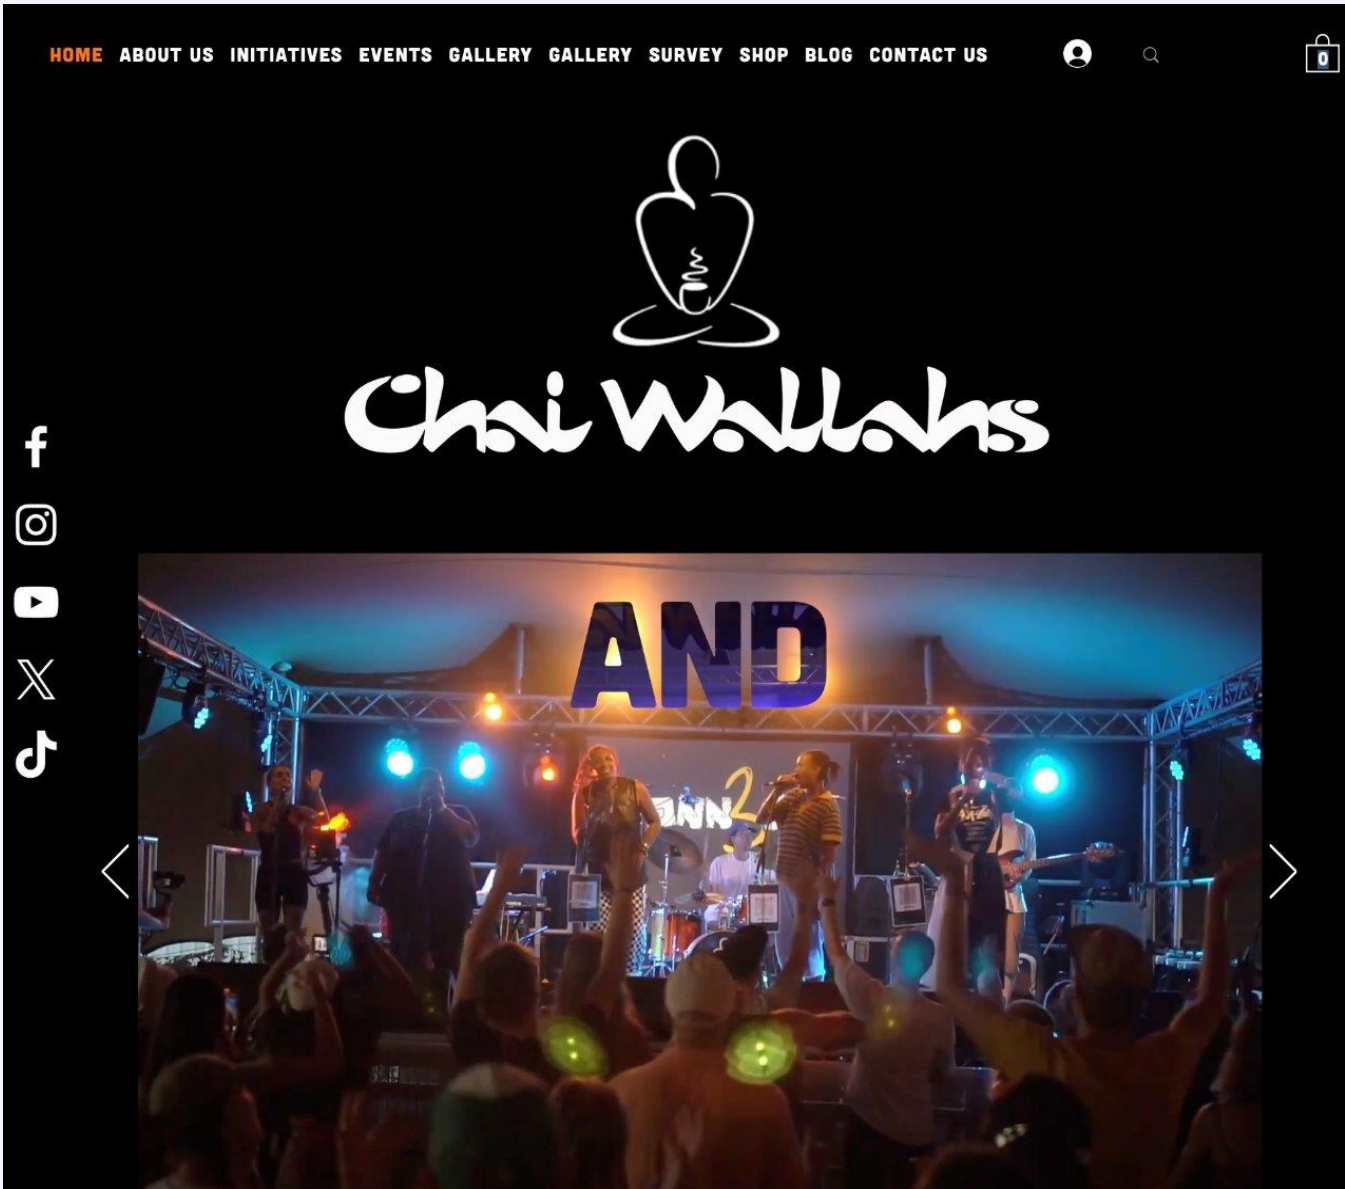 HOME ABOUT US INITIATIVES EVENTS GALLERY GALLERY SURVEY SHOP BLOG CONTACT US
0
Chai Wallahs
AND